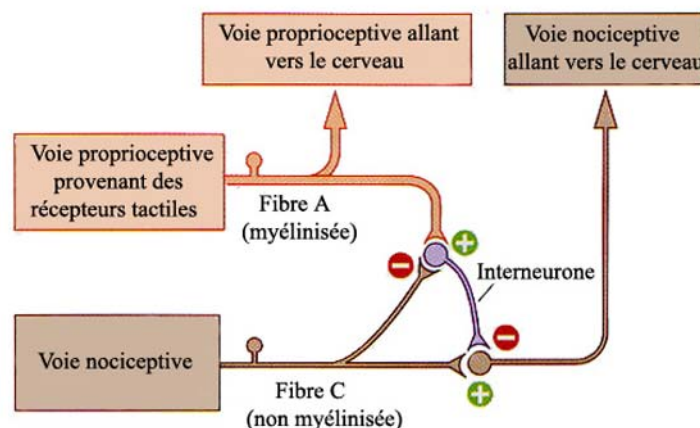 Voie proprioceptive allant
vers le cerveau
Voie nociceptive
allant vers le cerveau
Voie proprioceptive
provenant des
récepteurs tactiles
Fibre A
(myélinisée)
+
−
Interneurone
−
Voie nociceptive
+
Fibre C
(non myélinisée)